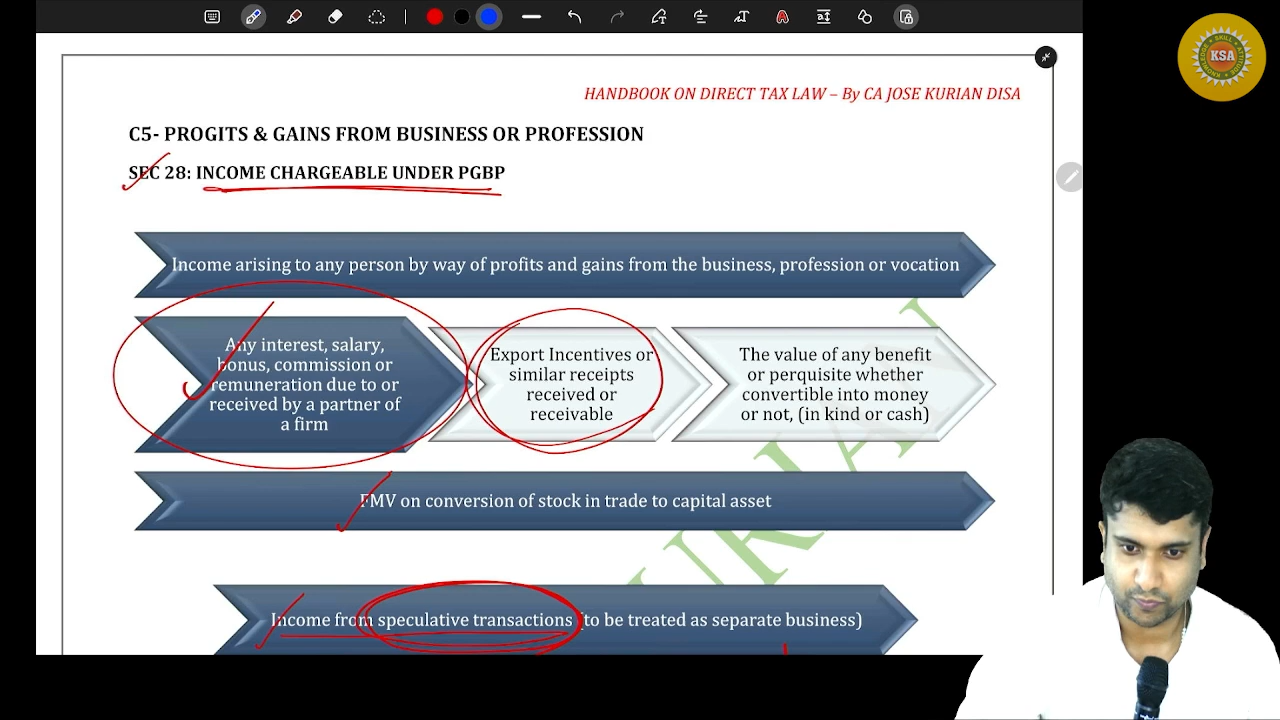 HANDBOOK ON DIRECT TAX LAW – By CA JOSE KURIAN DISA
C5- PROGITS & GAINS FROM BUSINESS OR PROFESSION
SEC 28: INCOME CHARGEABLE UNDER PGBP
Income arising to any person by way of profits and gains from the business, profession or vocation
Any interest, salary,
bonus, commission or
remuneration due to or
received by a partner of
a firm
Export Incentives or
similar receipts
received or
receivable
The value of any benefit
or perquisite whether
convertible into money
or not, (in kind or cash)
FMV on conversion of stock in trade to capital asset
Income from speculative transactions (to be treated as separate business)
KSA
KNOWLEDGE SKILL ATTITUDE